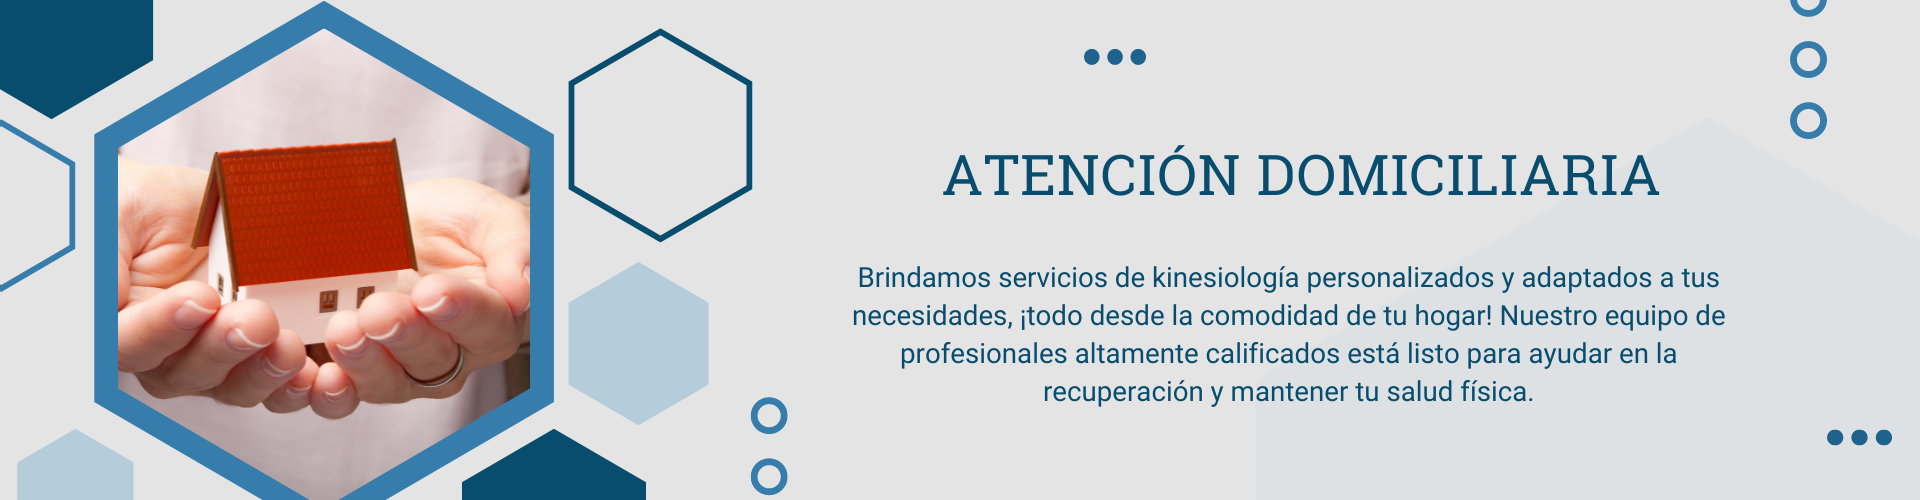 ATENCIÓN DOMICILIARIA
Brindamos servicios de kinesiología personalizados y adaptados a tus
necesidades, ¡todo desde la comodidad de tu hogar! Nuestro equipo de
profesionales altamente calificados está listo para ayudar en la
recuperación y mantener tu salud física.